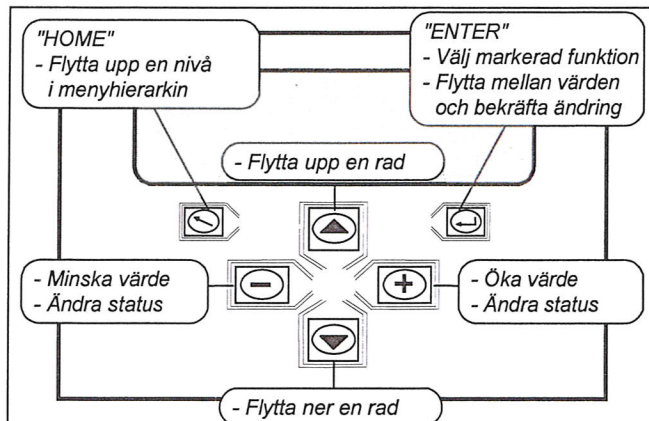 "HOME"
- Flytta upp en nivå
i menyhierarkin
"ENTER"
- Välj markerad funktion
- Flytta mellan värden
och bekräfta ändring
- Flytta upp en rad
- Minska värde
- Ändra status
- Öka värde
- Ändra status
- Flytta ner en rad